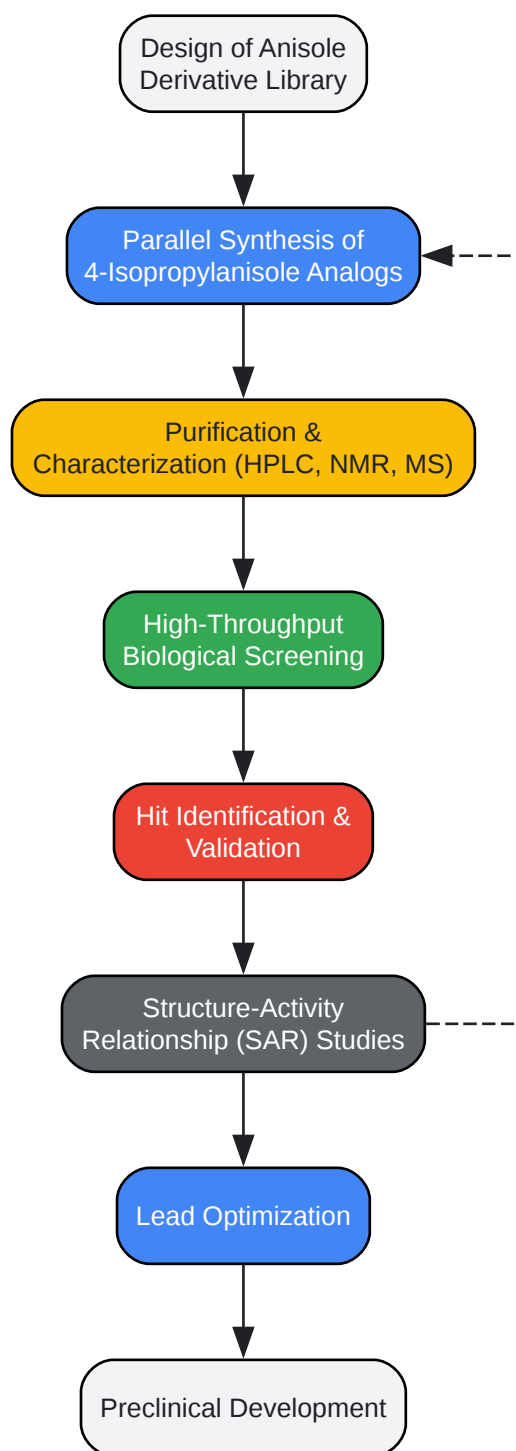 Design of Anisole
Derivative Library
Parallel Synthesis of
4-Isopropylanisole Analogs
Purification &
Characterization (HPLC, NMR, MS)
High-Throughput
Biological Screening
Hit Identification &
Validation
Structure-Activity
Relationship (SAR) Studies
Lead Optimization
Preclinical Development